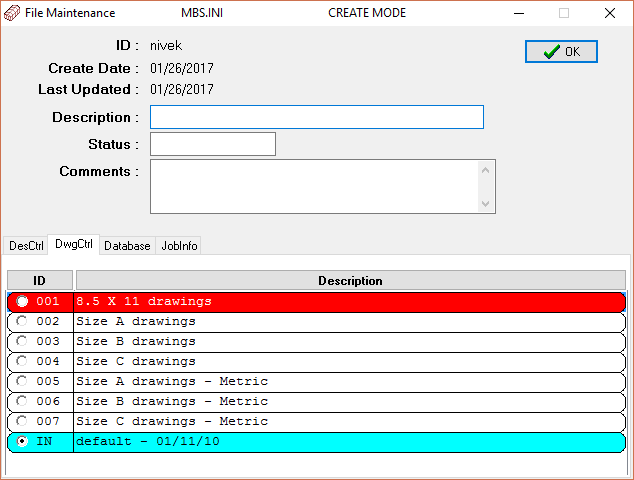 File Maintenance MBS.INI CREATE MODE
ID : nivek
OK
Create Date : 01/26/2017
Last Updated : 01/26/2017
Description :
Status :
Comments :
DesCtrl DwgCtrl Database JobInfo
ID Description
001 8.5 X 11 drawings
002 Size A drawings
003 Size B drawings
004 Size C drawings
005 Size A drawings - Metric
006 Size B drawings - Metric
007 Size C drawings - Metric
IN default - 01/11/10